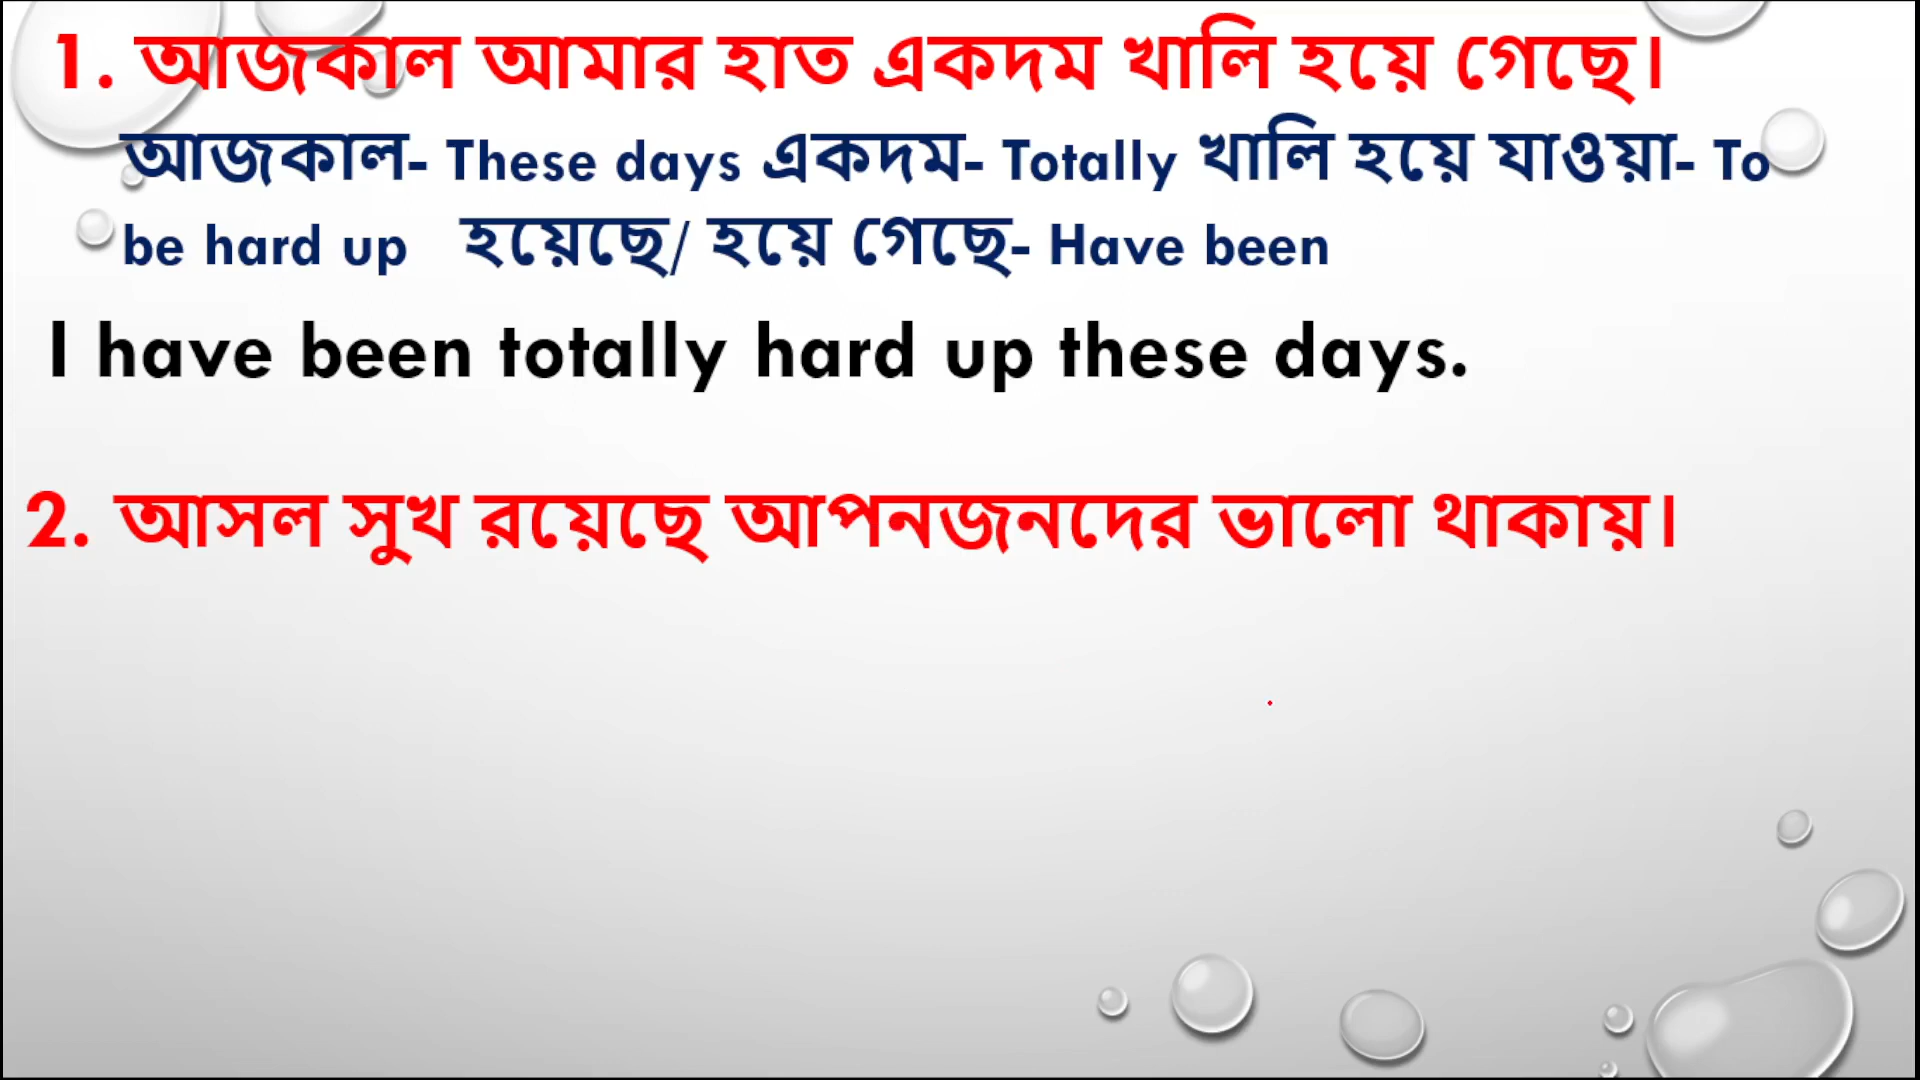 1. আজকাল আমার হাত একদম খালি হয়ে গেছে।
আজকাল- These days একদম- Totally খালি হয়ে যাওয়া- To
be hard up হয়েছে/ হয়ে গেছে- Have been
I have been totally hard up these days.
2. আসল সুখ রয়েছে আপনজনদের ভালো থাকায়।